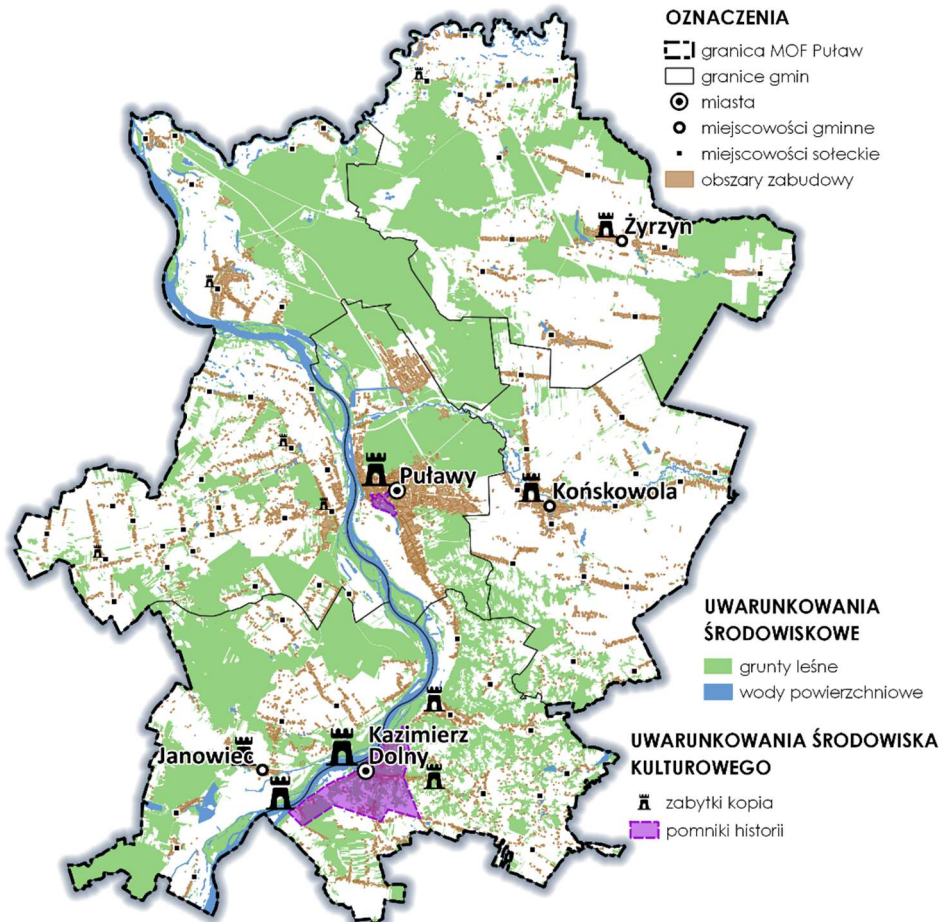 OZNACZENIA
granica MOF Puław
granice gmin
miasta
miejscowości gminne
miejscowości sołeckie
obszary zabudowy
Żyrzyn
Puławy
Końskowola
Kazimierz
Dolny
Janowiec
UWARUNKOWANIA
ŚRODOWISKOWE
grunty leśne
wody powierzchniowe
UWARUNKOWANIA ŚRODOWISKA
KULTUROWEGO
zabytki kopia
pomniki historii